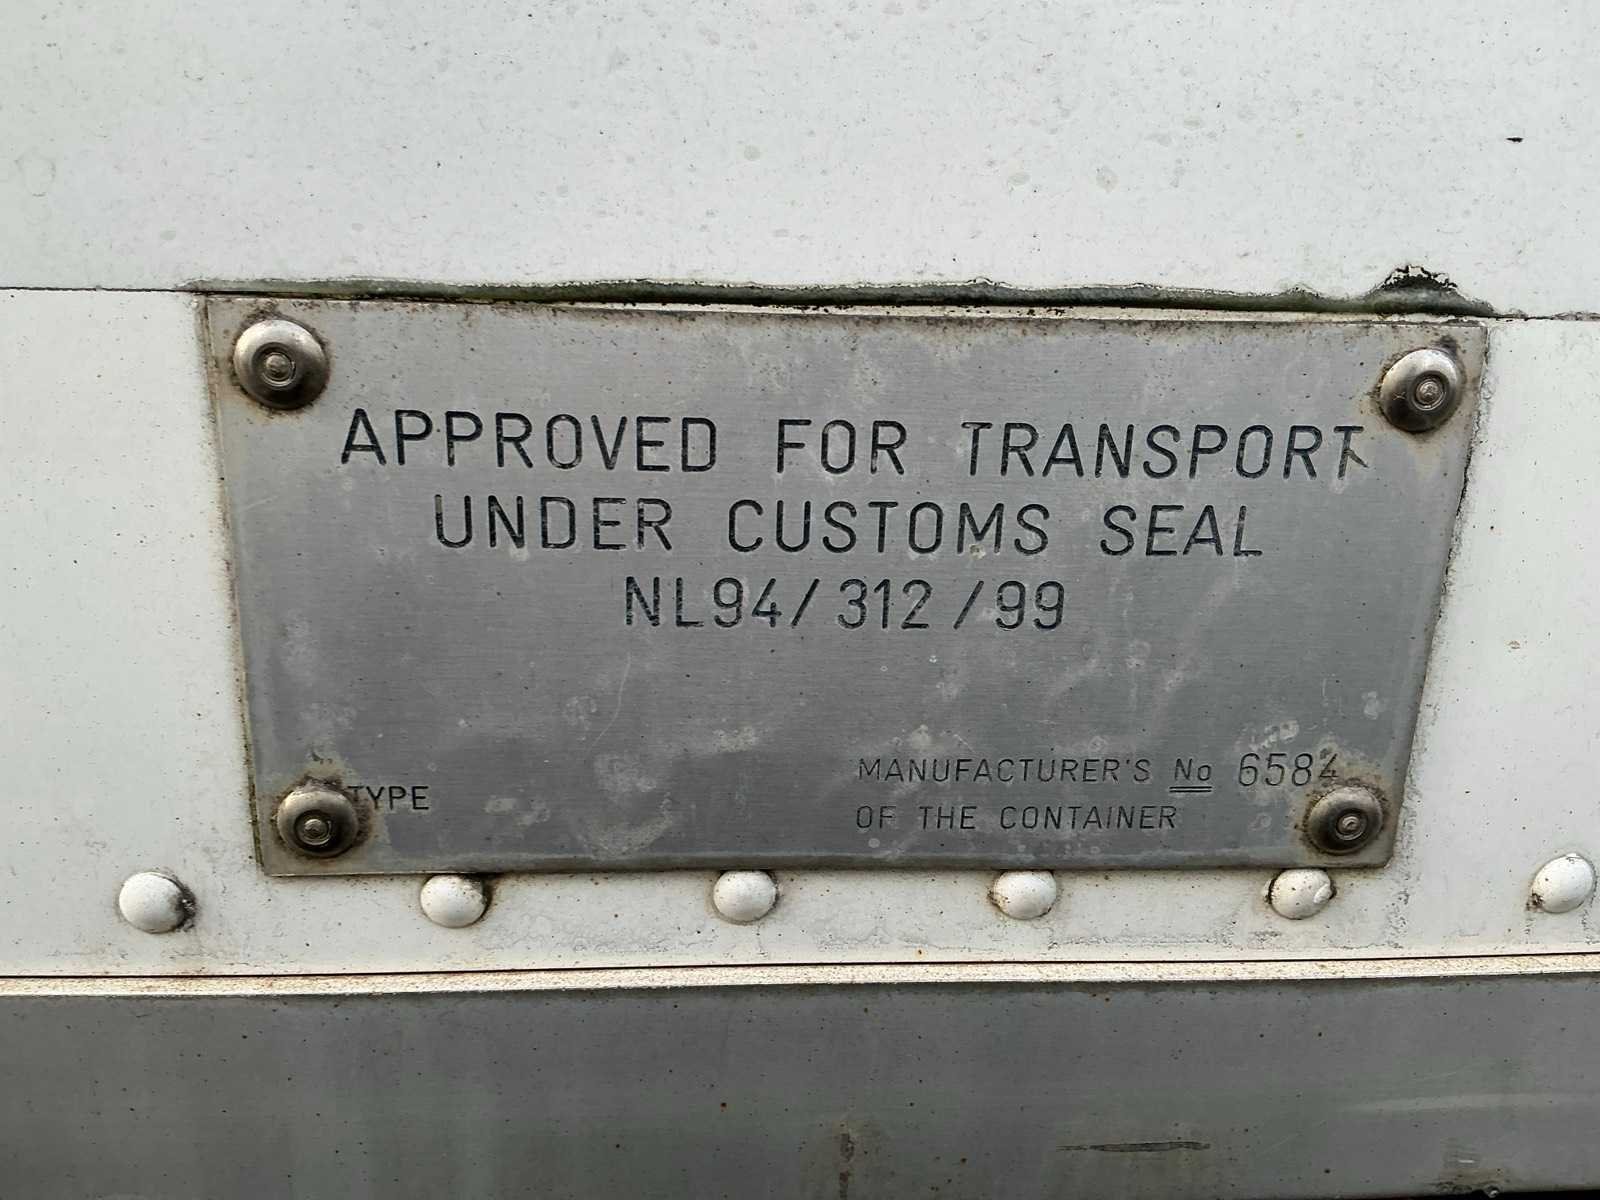 APPROVED FOR TRANSPORT
UNDER CUSTOMS SEAL
NL94/312/99
TYPE
MANUFACTURER'S No 6584
OF THE CONTAINER